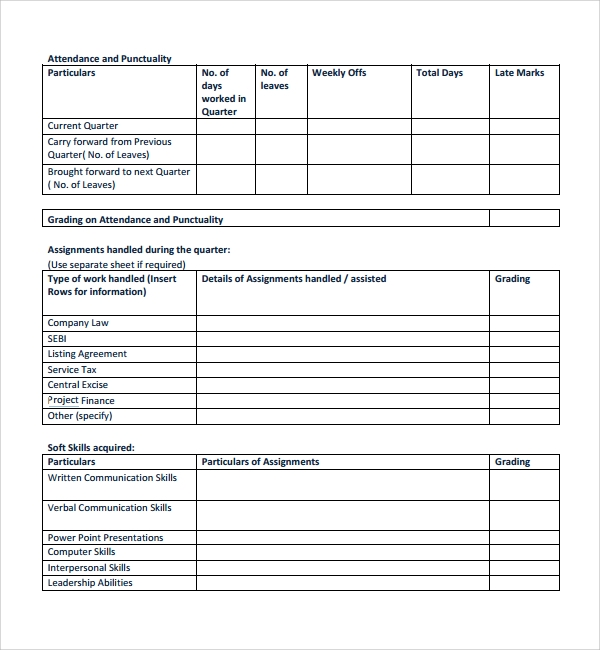 Attendance and Punctuality
Particulars No. of days worked in Quarter No. of leaves Weekly Offs Total Days Late Marks
Current Quarter
Carry forward from Previous
Quarter( No. of Leaves)
Brought forward to next Quarter
( No. of Leaves)
Grading on Attendance and Punctuality
Assignments handled during the quarter:
(Use separate sheet if required)
Type of work handled (Insert Rows for information) Details of Assignments handled / assisted Grading
Company Law
SEBI
Listing Agreement
Service Tax
Central Excise
Project Finance
Other (specify)
Soft Skills acquired:
Particulars Particulars of Assignments Grading
Written Communication Skills
Verbal Communication Skills
Power Point Presentations
Computer Skills
Interpersonal Skills
Leadership Abilities